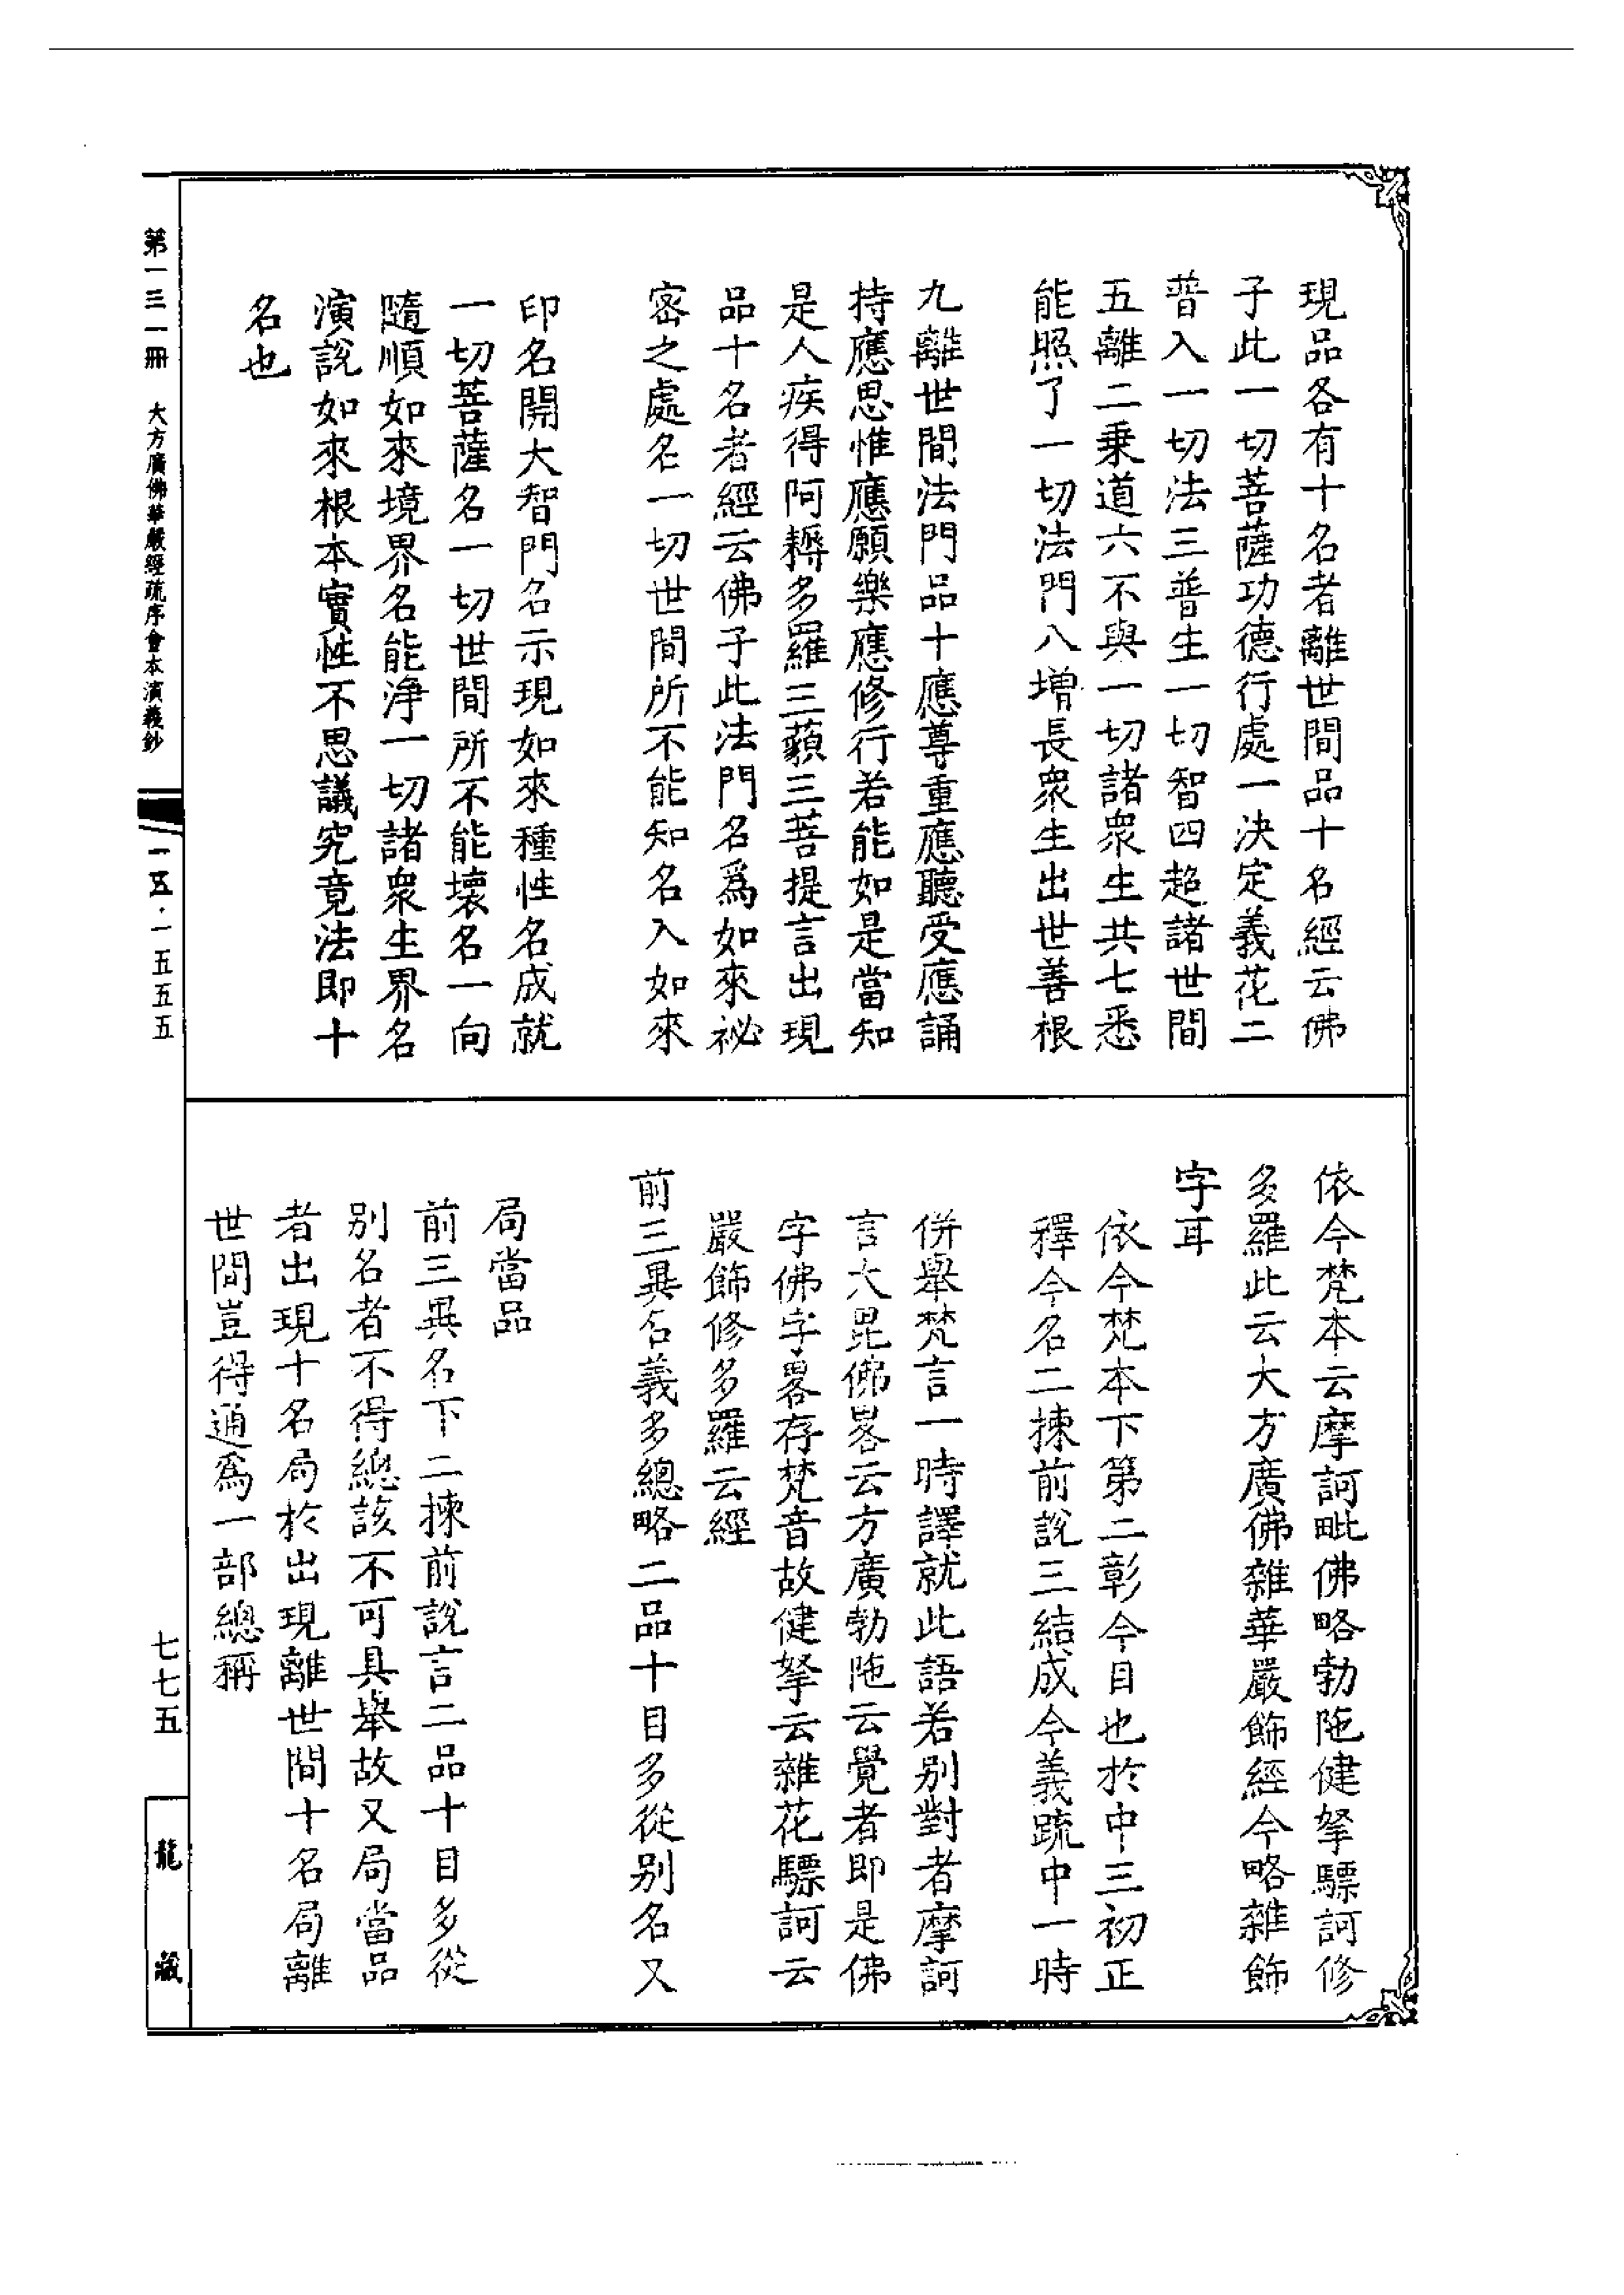 現品各有十名者離世間品十名經云佛
子此一切菩薩功德行處一決定義花二
普入一切法三普生一切智四超諸世間
五離二乗道六不與一切諸衆生共七悉
能照了一切法門八增長衆生出世善根
九離世間法門品十應尊重應聽受應誦
持應思惟應願樂應修行若能如是當知
是人疾得阿耨多羅三藐三菩提言出現
品十名者經云佛子此法門名爲如來祕
密之處名一切世間所不能知名入如來
印名開大智門名示現如來種性名成就
一切菩薩名一切世間所不能壞名一向
隨順如來境界名能淨一切諸衆生界名
演說如來根本實性不思議究竟法即十
名也
依今梵本云摩訶毗佛略勃陁健拏驃訶修
多羅此云大方廣佛雜華嚴飾經今略雜飾
字耳
依今梵本下第二彰今目也於中三初正
釋今名二揀前說三結成今義疏中一時
併舉梵言一時譯就此語若别對者摩訶
言大毘佛畧云方廣勃陁云覺者即是佛
字佛字畧存梵音故健拏云雜花驃訶云
嚴飾修多羅云經
前三異名義多總略二品十目多從别名又
局當品
前三異名下二揀前說言二品十目多從
别名者不得總該不可具舉故又局當品
者出現十名局於出現離世間十名局離
世間豈得通爲一部總稱
第一三一冊　大方廣佛華嚴經疏序會本演義鈔
一五·一五五五
七七五
龍藏